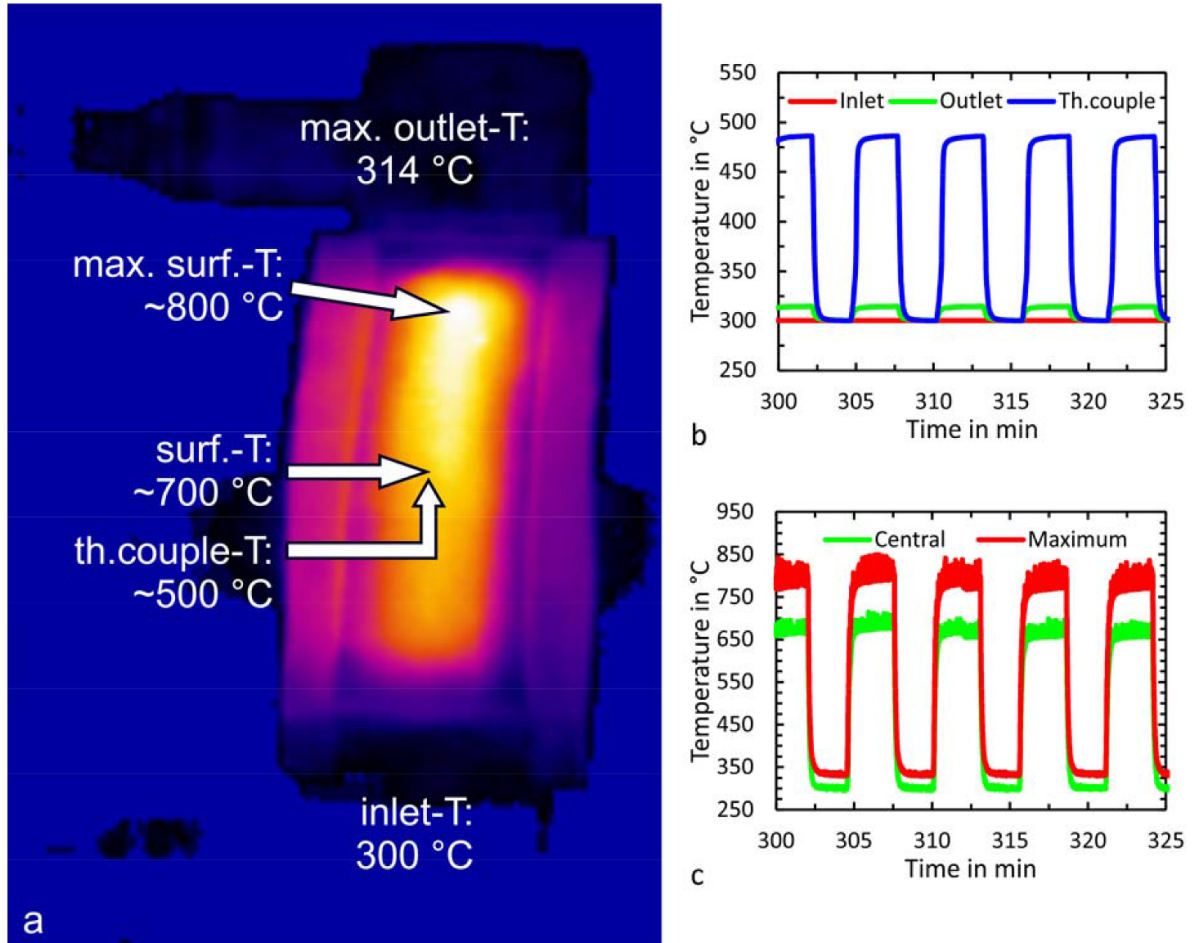 max. outlet-T:
314 °C
max. surf.-T:
~800 °C
surf.-T:
~700 °C
th.couple-T:
~500 °C
inlet-T:
300 °C
a
550
500
450
400
350
300
250
Temperature in °C
Inlet Outlet Th.couple
300 305 310 315 320 325
Time in min
b
950
850
750
650
550
450
350
250
Temperature in °C
Central Maximum
300 305 310 315 320 325
Time in min
c